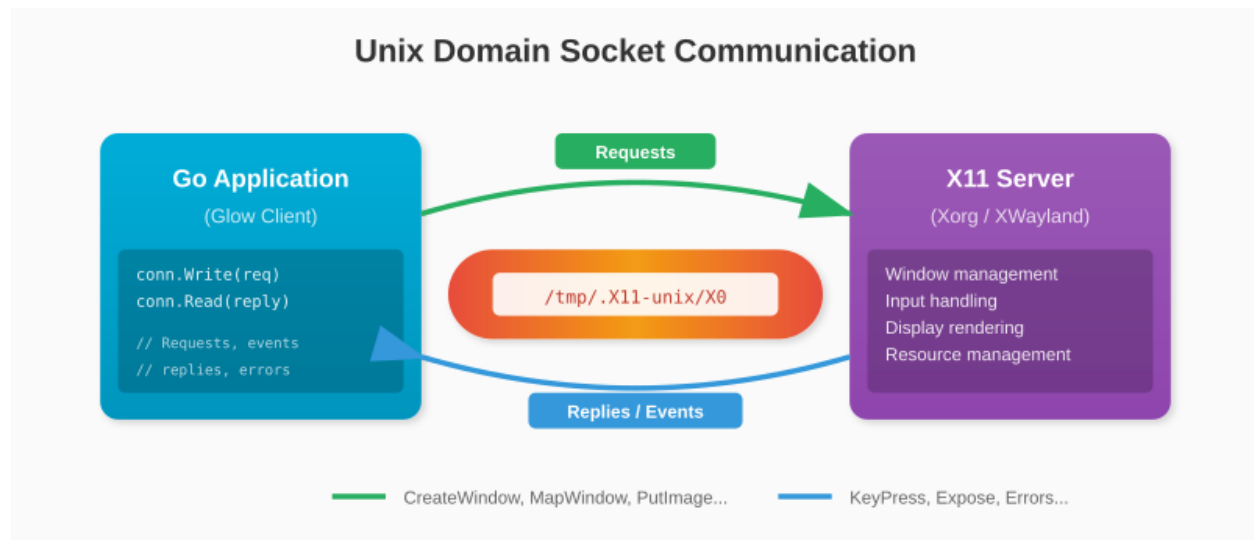 Unix Domain Socket Communication
Go Application
(Glow Client)
conn.Write(req)
conn.Read(reply)
// Requests, events
// replies, errors
Requests
/tmp/.X11-unix/X0
Replies / Events
X11 Server
(Xorg / XWayland)
Window management
Input handling
Display rendering
Resource management
CreateWindow, MapWindow, PutImage...
KeyPress, Expose, Errors...